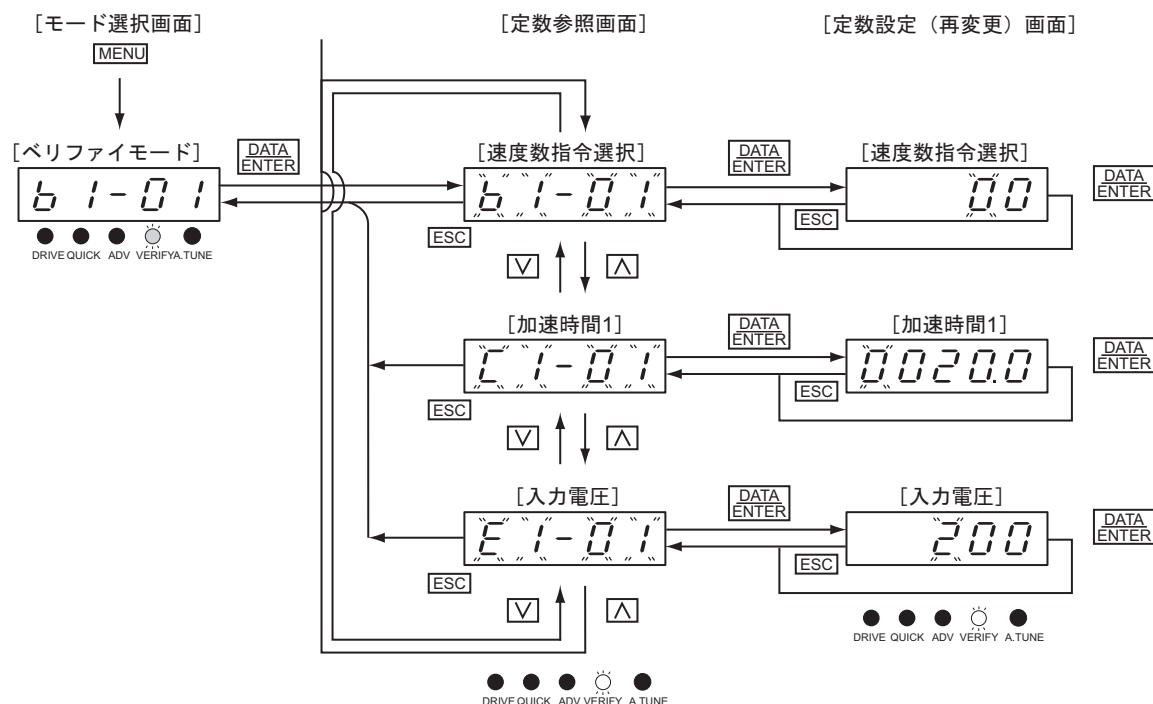 [モード選択画面]
[定数参照画面]
[定数設定（再変更）画面]
MENU
[ベリファイモード]
DATA
ENTER
[速度数指令選択]
DATA
ENTER
[速度数指令選択]
b1-01
b1-01
00
DATA
ENTER
ESC
ESC
DRIVE QUICK ADV VERIFY A.TUNE
∨ ∧
[加速時間1]
DATA
ENTER
[加速時間1]
C1-01
0020.0
DATA
ENTER
ESC
ESC
∨ ∧
[入力電圧]
DATA
ENTER
[入力電圧]
E1-01
200
DATA
ENTER
ESC
ESC
∨ ∧
DRIVE QUICK ADV VERIFY A.TUNE
DRIVE QUICK ADV VERIFY A.TUNE